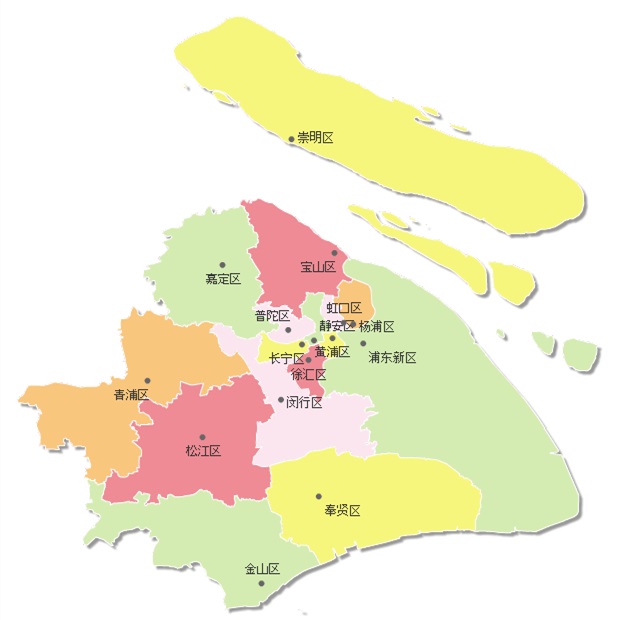 崇明区
宝山区
嘉定区
虹口区
普陀区
静安区
杨浦区
黄浦区
长宁区
浦东新区
徐汇区
青浦区
闵行区
松江区
奉贤区
金山区